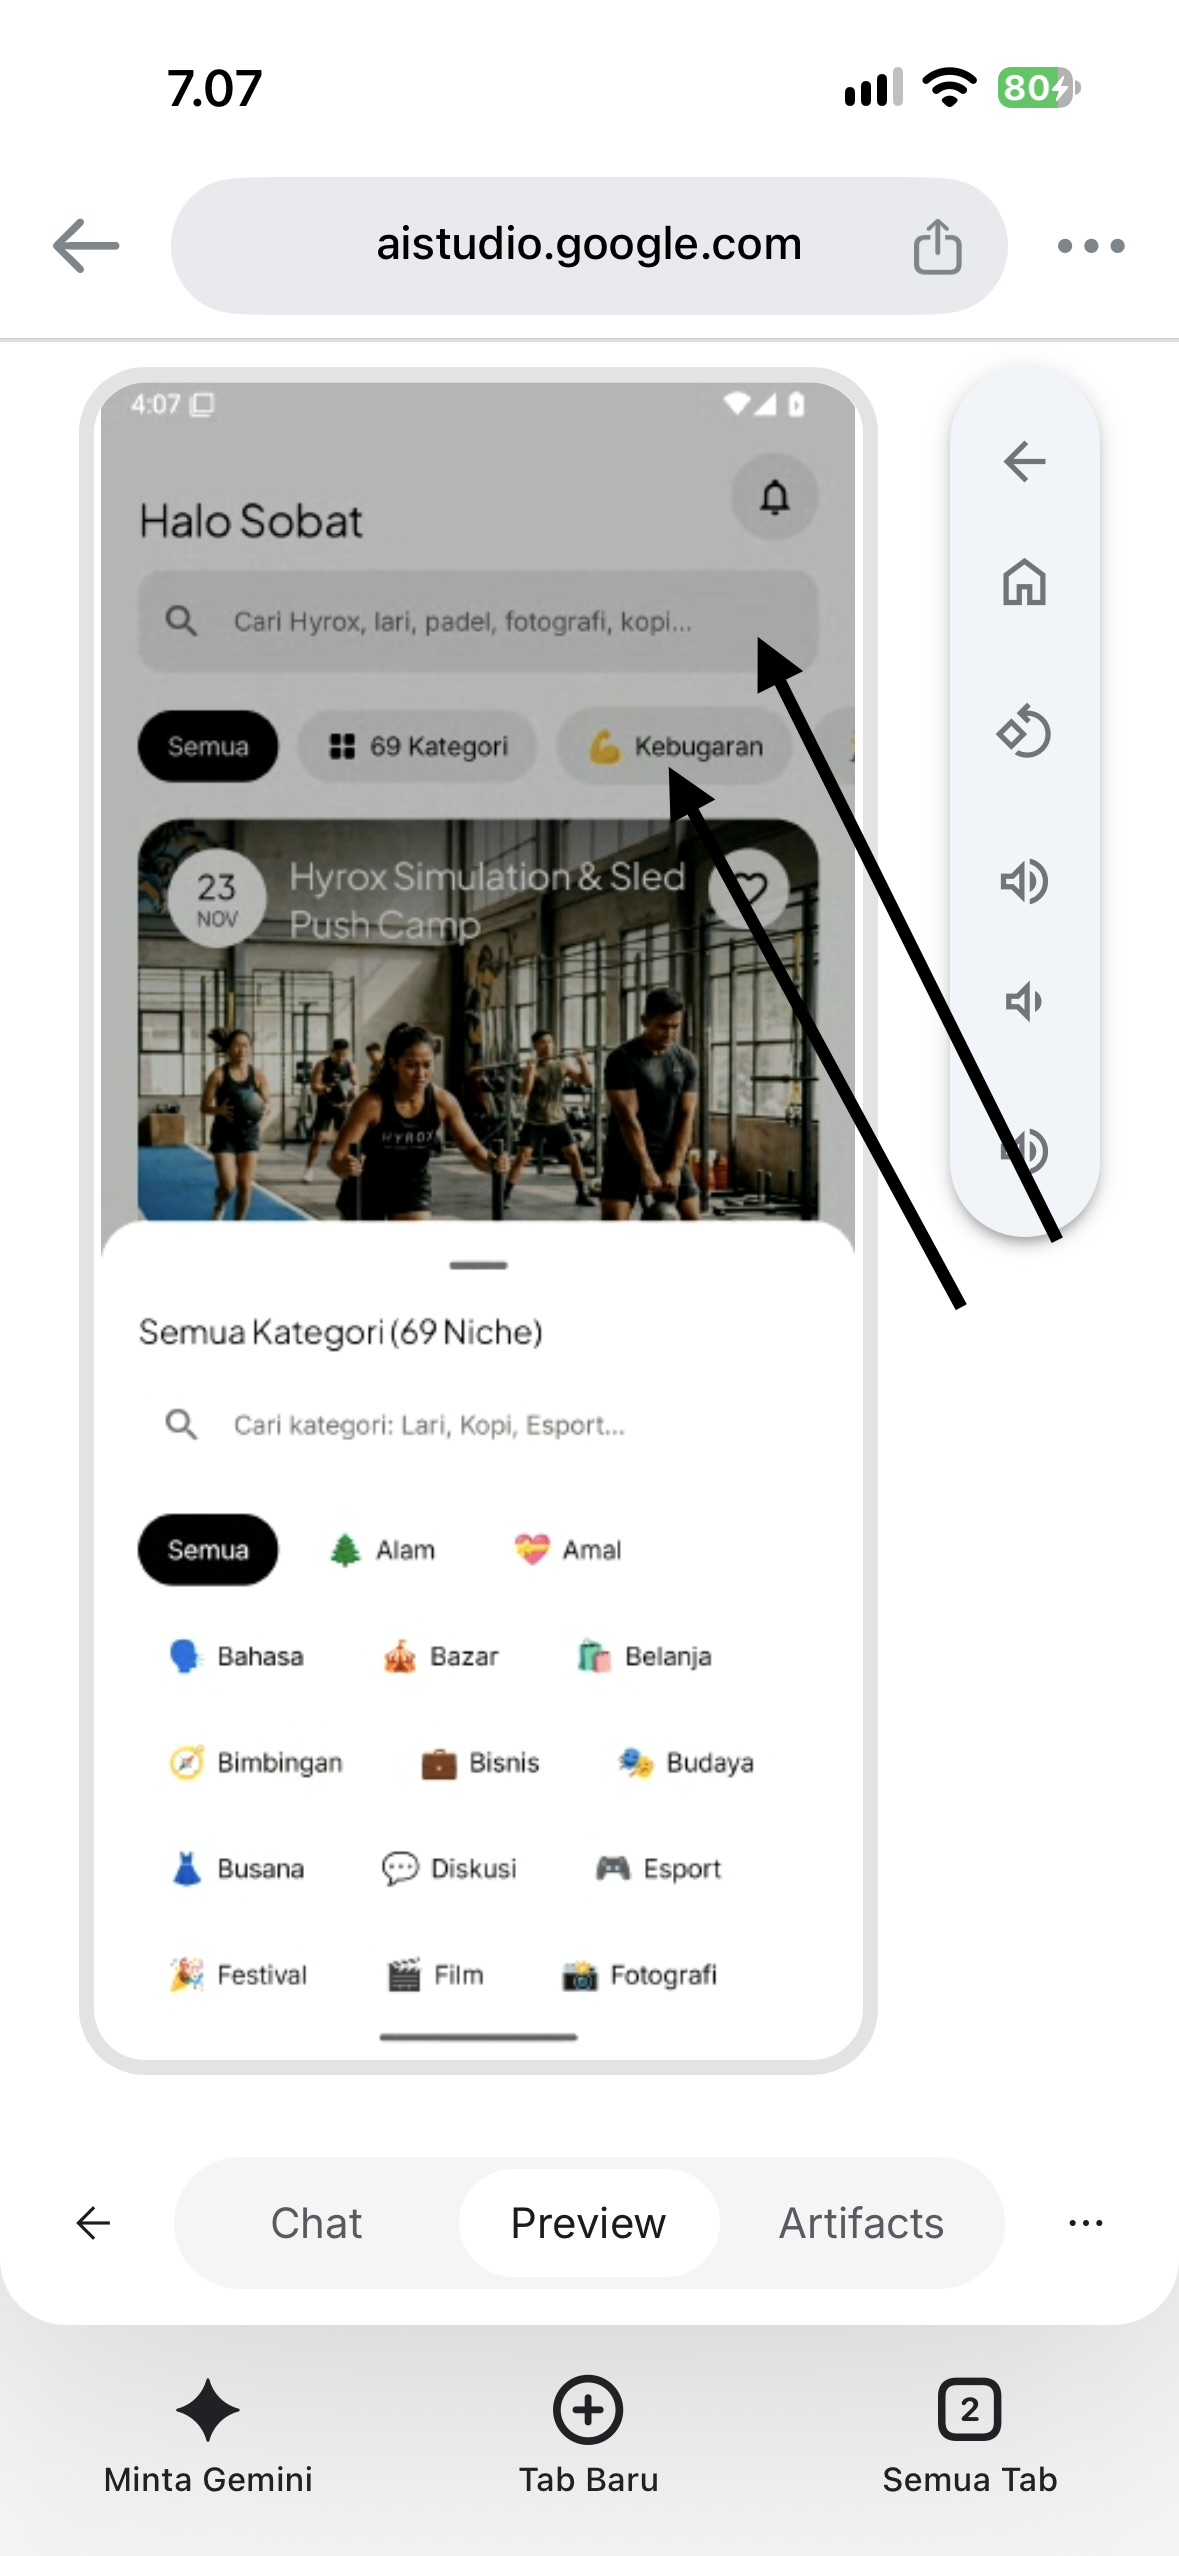 7.07
80
aistudio.google.com
4:07
Halo Sobat
Cari Hyrox, lari, padel, fotografi, kopi...
Semua
69 Kategori
Kebugaran
23
NOV
Hyrox Simulation & Sled
Push Camp
HYROX
Semua Kategori (69 Niche)
Cari kategori: Lari, Kopi, Esport...
Semua
Alam
Amal
Bahasa
Bazar
Belanja
Bimbingan
Bisnis
Budaya
Busana
Diskusi
Esport
Festival
Film
Fotografi
Chat
Preview
Artifacts
Minta Gemini
Tab Baru
2
Semua Tab